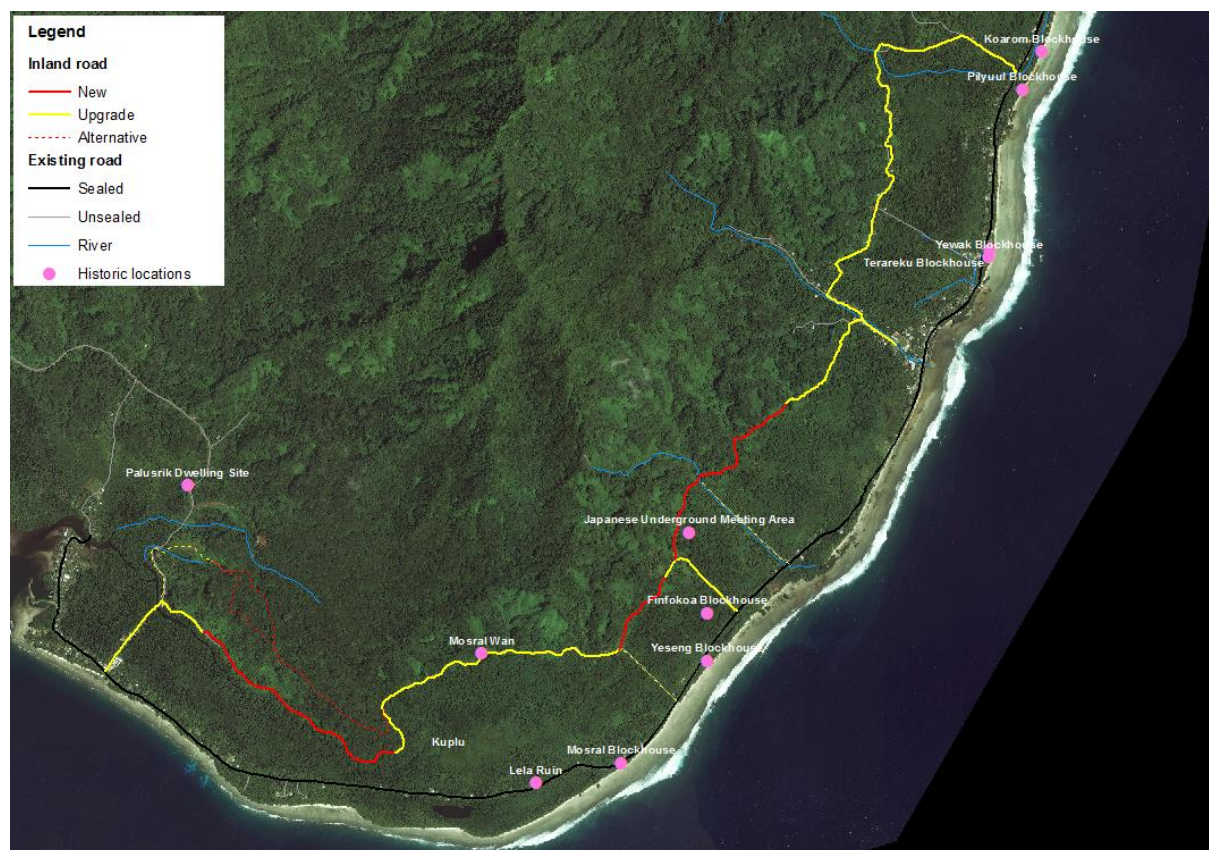 Legend
Inland road
New
Upgrade
Alternative
Existing road
Sealed
Unsealed
River
Historic locations
Koarom Blockhouse
Pilyuul Blockhouse
Yewak Blockhouse
Terareku Blockhouse
Palusrik Dwelling Site
Japanese Underground Meeting Area
Finfokoa Blockhouse
Mosral Wan
Yeseng Blockhouse
Kuplu
Mosral Blockhouse
Lela Ruin